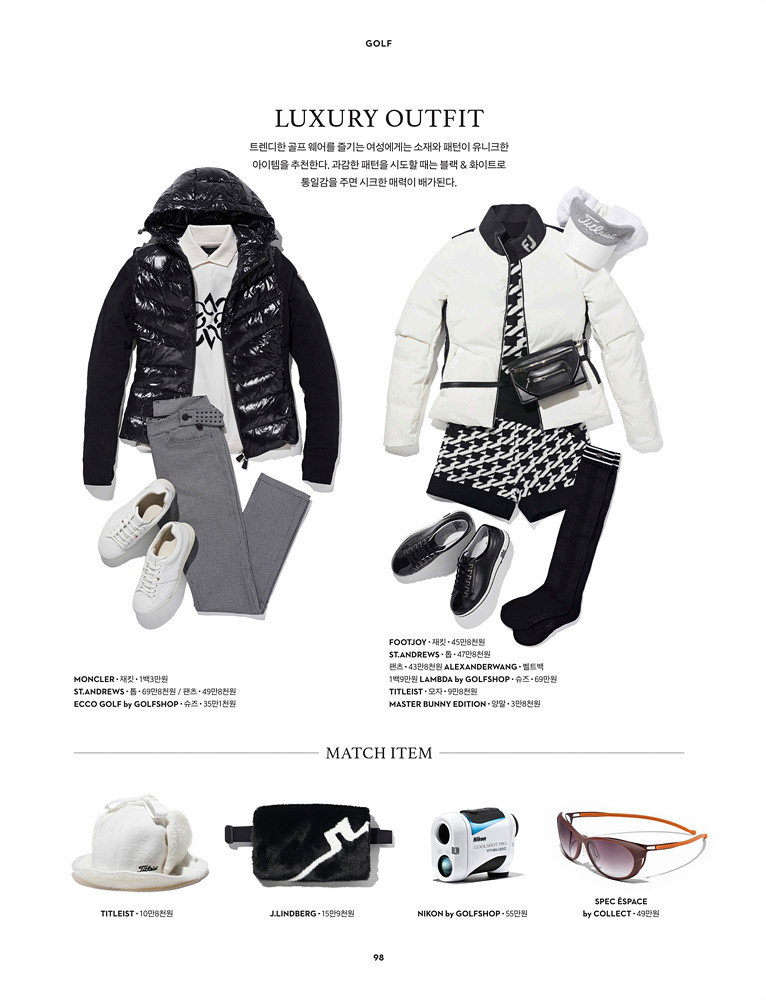 GOLF
LUXURY OUTFIT
트렌디한 골프 웨어를 즐기는 여성에게는 소재와 패턴이 유니크한
아이템을 추천한다. 과감한 패턴을 시도할 때는 블랙 & 화이트로
통일감을 주면 시크한 매력이 배가된다.
FJ
Titleist
FOOTJOY • 재킷 • 45만8천원
ST.ANDREWS • 톱 • 47만8천원
팬츠 • 43만8천원 ALEXANDERWANG • 벨트백
1백9만원 LAMBDA by GOLFSHOP • 슈즈 • 69만원
TITLEIST • 모자 • 9만8천원
MASTER BUNNY EDITION • 양말 • 3만8천원
MONCLER • 재킷 • 1백3만원
ST.ANDREWS • 톱 • 69만8천원 / 팬츠 • 49만8천원
ECCO GOLF by GOLFSHOP • 슈즈 • 35만1천원
MATCH ITEM
Titleist
Nikon
COOLSHOT PRO
STABILIZED
TITLEIST • 10만8천원
J.LINDBERG • 15만9천원
NIKON by GOLFSHOP • 55만원
SPEC ÉSPACE
by COLLECT • 49만원
98